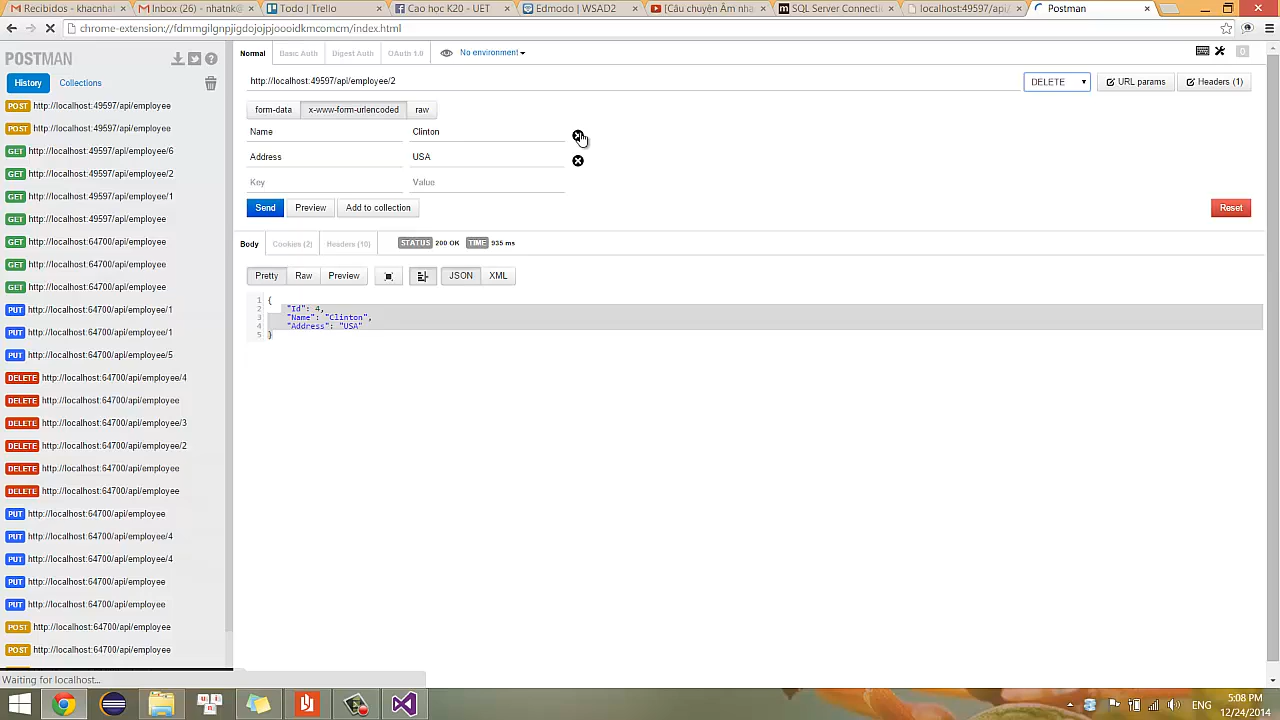 Recibidos - khacnhat
Inbox (26) - nhatnk@
Todo | Trello
Cao học K20 - UET
Edmodo | WSAD2
[Câu chuyện Âm nhạ
SQL Server Connecti
localhost:49597/api/
Postman
chrome-extension://fdmmgilgnpjigdojojpjoooidkmcomcm/index.html
POSTMAN
History
Collections
POST http://localhost:49597/api/employee
POST http://localhost:49597/api/employee
GET http://localhost:49597/api/employee/6
GET http://localhost:49597/api/employee/2
GET http://localhost:49597/api/employee/1
GET http://localhost:49597/api/employee
GET http://localhost:64700/api/employee
GET http://localhost:64700/api/employee
GET http://localhost:64700/api/employee
PUT http://localhost:64700/api/employee/1
PUT http://localhost:64700/api/employee/1
PUT http://localhost:64700/api/employee/5
DELETE http://localhost:64700/api/employee/4
DELETE http://localhost:64700/api/employee
DELETE http://localhost:64700/api/employee/3
DELETE http://localhost:64700/api/employee/2
DELETE http://localhost:64700/api/employee
DELETE http://localhost:64700/api/employee
PUT http://localhost:64700/api/employee
PUT http://localhost:64700/api/employee/4
PUT http://localhost:64700/api/employee/4
PUT http://localhost:64700/api/employee
PUT http://localhost:64700/api/employee
POST http://localhost:64700/api/employee
POST http://localhost:64700/api/employee
Waiting for localhost...
Normal Basic Auth Digest Auth OAuth 1.0 No environment 0
http://localhost:49597/api/employee/2 DELETE URL params Headers (1)
form-data x-www-form-urlencoded raw
Name Clinton
Address USA
Key Value
Send Preview Add to collection Reset
Body Cookies (2) Headers (10) STATUS 200 OK TIME 935 ms
Pretty Raw Preview JSON XML
1 {
2 "Id": 4,
3 "Name": "Clinton",
4 "Address": "USA"
5 }
ENG
5:08 PM
12/24/2014